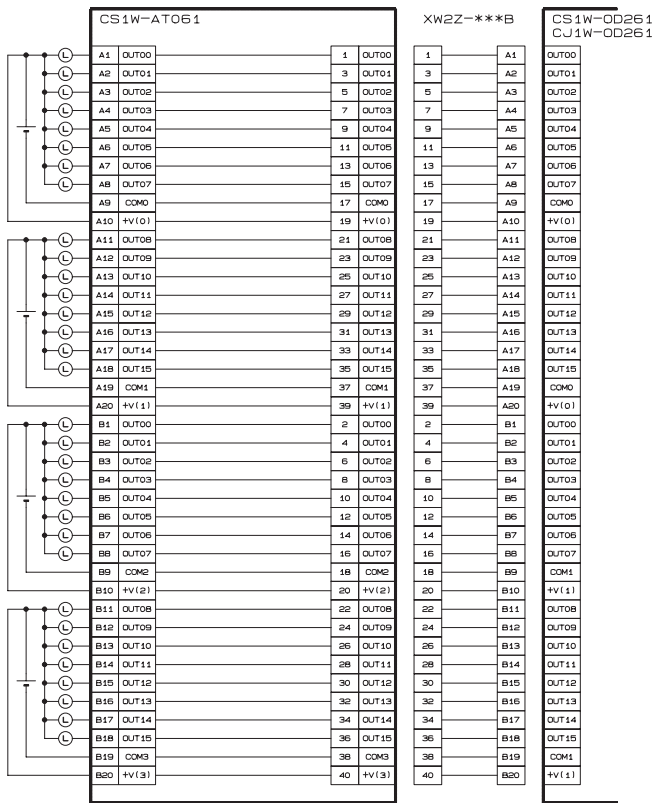 CS1W-AT061 XW2Z-***B CS1W-OD261
CJ1W-OD261
L A1 OUT00 1 OUT00 1 A1 OUT00
L A2 OUT01 3 OUT01 3 A2 OUT01
L A3 OUT02 5 OUT02 5 A3 OUT02
L A4 OUT03 7 OUT03 7 A4 OUT03
L A5 OUT04 9 OUT04 9 A5 OUT04
L A6 OUT05 11 OUT05 11 A6 OUT05
L A7 OUT06 13 OUT06 13 A7 OUT06
L A8 OUT07 15 OUT07 15 A8 OUT07
A9 COM0 17 COM0 17 A9 COM0
A10 +V(0) 19 +V(0) 19 A10 +V(0)
L A11 OUT08 21 OUT08 21 A11 OUT08
L A12 OUT09 23 OUT09 23 A12 OUT09
L A13 OUT10 25 OUT10 25 A13 OUT10
L A14 OUT11 27 OUT11 27 A14 OUT11
L A15 OUT12 29 OUT12 29 A15 OUT12
L A16 OUT13 31 OUT13 31 A16 OUT13
L A17 OUT14 33 OUT14 33 A17 OUT14
L A18 OUT15 35 OUT15 35 A18 OUT15
A19 COM1 37 COM1 37 A19 COM0
A20 +V(1) 39 +V(1) 39 A20 +V(0)
L B1 OUT00 2 OUT00 2 B1 OUT00
L B2 OUT01 4 OUT01 4 B2 OUT01
L B3 OUT02 6 OUT02 6 B3 OUT02
L B4 OUT03 8 OUT03 8 B4 OUT03
L B5 OUT04 10 OUT04 10 B5 OUT04
L B6 OUT05 12 OUT05 12 B6 OUT05
L B7 OUT06 14 OUT06 14 B7 OUT06
L B8 OUT07 16 OUT07 16 B8 OUT07
B9 COM2 18 COM2 18 B9 COM1
B10 +V(2) 20 +V(2) 20 B10 +V(1)
L B11 OUT08 22 OUT08 22 B11 OUT08
L B12 OUT09 24 OUT09 24 B12 OUT09
L B13 OUT10 26 OUT10 26 B13 OUT10
L B14 OUT11 28 OUT11 28 B14 OUT11
L B15 OUT12 30 OUT12 30 B15 OUT12
L B16 OUT13 32 OUT13 32 B16 OUT13
L B17 OUT14 34 OUT14 34 B17 OUT14
L B18 OUT15 36 OUT15 36 B18 OUT15
B19 COM3 38 COM3 38 B19 COM1
B20 +V(3) 40 +V(3) 40 B20 +V(1)